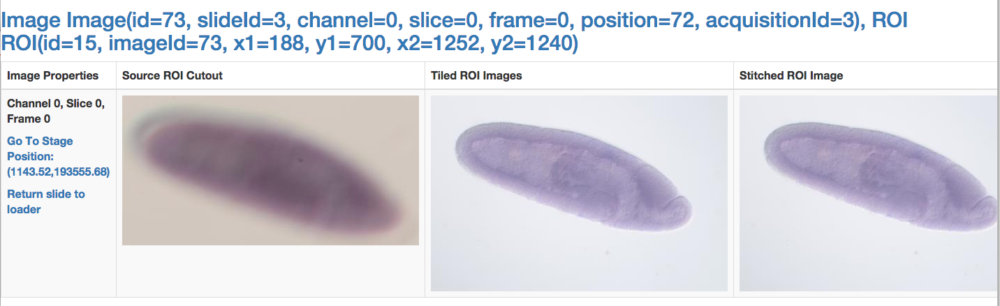 Image Image(id=73, slideId=3, channel=0, slice=0, frame=0, position=72, acquisitionId=3), ROI
ROI(id=15, imageId=73, x1=188, y1=700, x2=1252, y2=1240)
Image Properties
Source ROI Cutout
Tiled ROI Images
Stitched ROI Image
Channel 0, Slice 0,
Frame 0
Go To Stage
Position:
(1143.52,193555.68)
Return slide to
loader